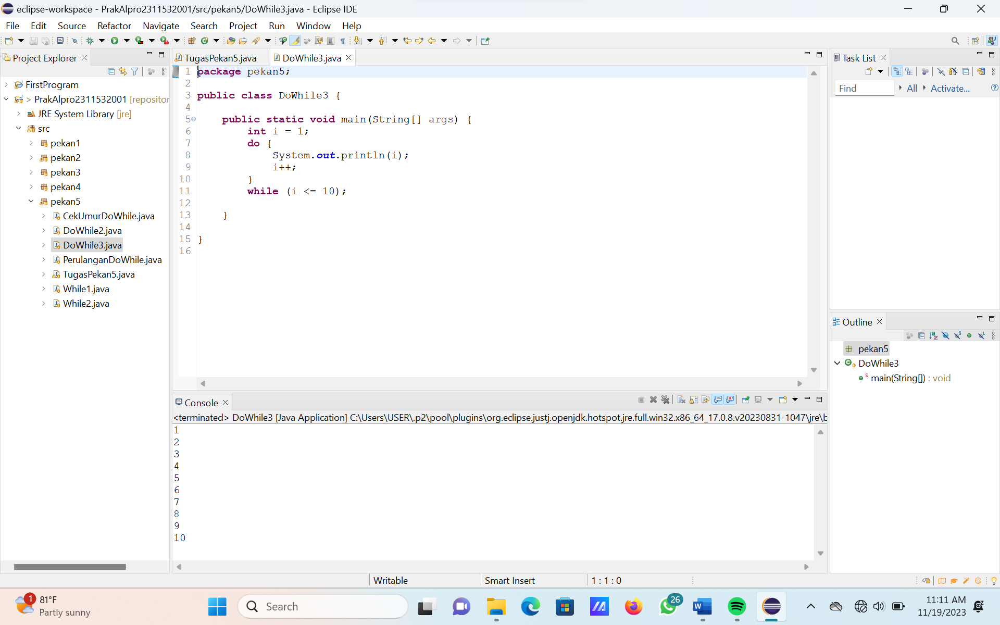 eclipse-workspace - PrakAlpro2311532001/src/pekan5/DoWhile3.java - Eclipse IDE
File Edit Source Refactor Navigate Search Project Run Window Help
Project Explorer
FirstProgram
> PrakAlpro2311532001 [repositor
JRE System Library [jre]
src
pekan1
pekan2
pekan3
pekan4
pekan5
CekUmurDoWhile.java
DoWhile2.java
DoWhile3.java
PerulanganDoWhile.java
TugasPekan5.java
While1.java
While2.java
TugasPekan5.java DoWhile3.java
1 package pekan5;
2
3 public class DoWhile3 {
4
5 public static void main(String[] args) {
6 int i = 1;
7 do {
8 System.out.println(i);
9 i++;
10 }
11 while (i <= 10);
12
13 }
14
15 }
16
Console
<terminated> DoWhile3 [Java Application] C:\Users\USER\.p2\pool\plugins\org.eclipse.justj.openjdk.hotspot.jre.full.win32.x86_64_17.0.8.v20230831-1047\jre\b
1
2
3
4
5
6
7
8
9
10
Task List
Find All Activate...
Outline
pekan5
DoWhile3
main(String[]) : void
Writable Smart Insert 1 : 1 : 0
1
81°F
Partly sunny
Search
26
11:11 AM
11/19/2023